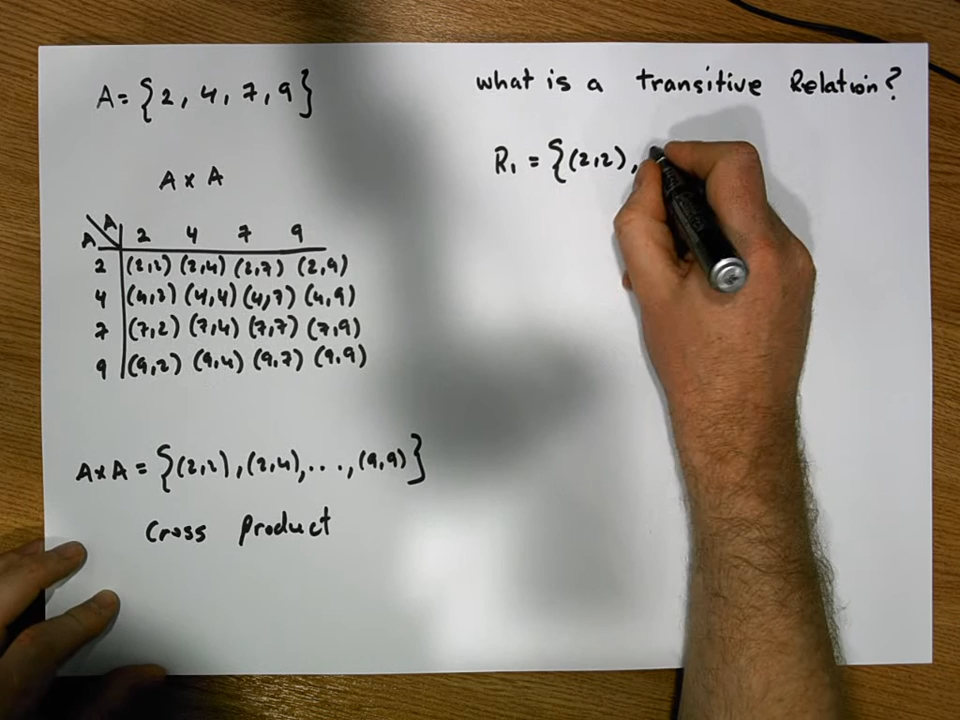 A = {2, 4, 7, 9}
A x A
A A 2 4 7 9
2 (2,2) (2,4) (2,7) (2,9)
4 (4,2) (4,4) (4,7) (4,9)
7 (7,2) (7,4) (7,7) (7,9)
9 (9,2) (9,4) (9,7) (9,9)
A x A = {(2,2), (2,4), ..., (9,9)}
Cross Product
what is a transitive Relation?
R₁ = {(2,2),